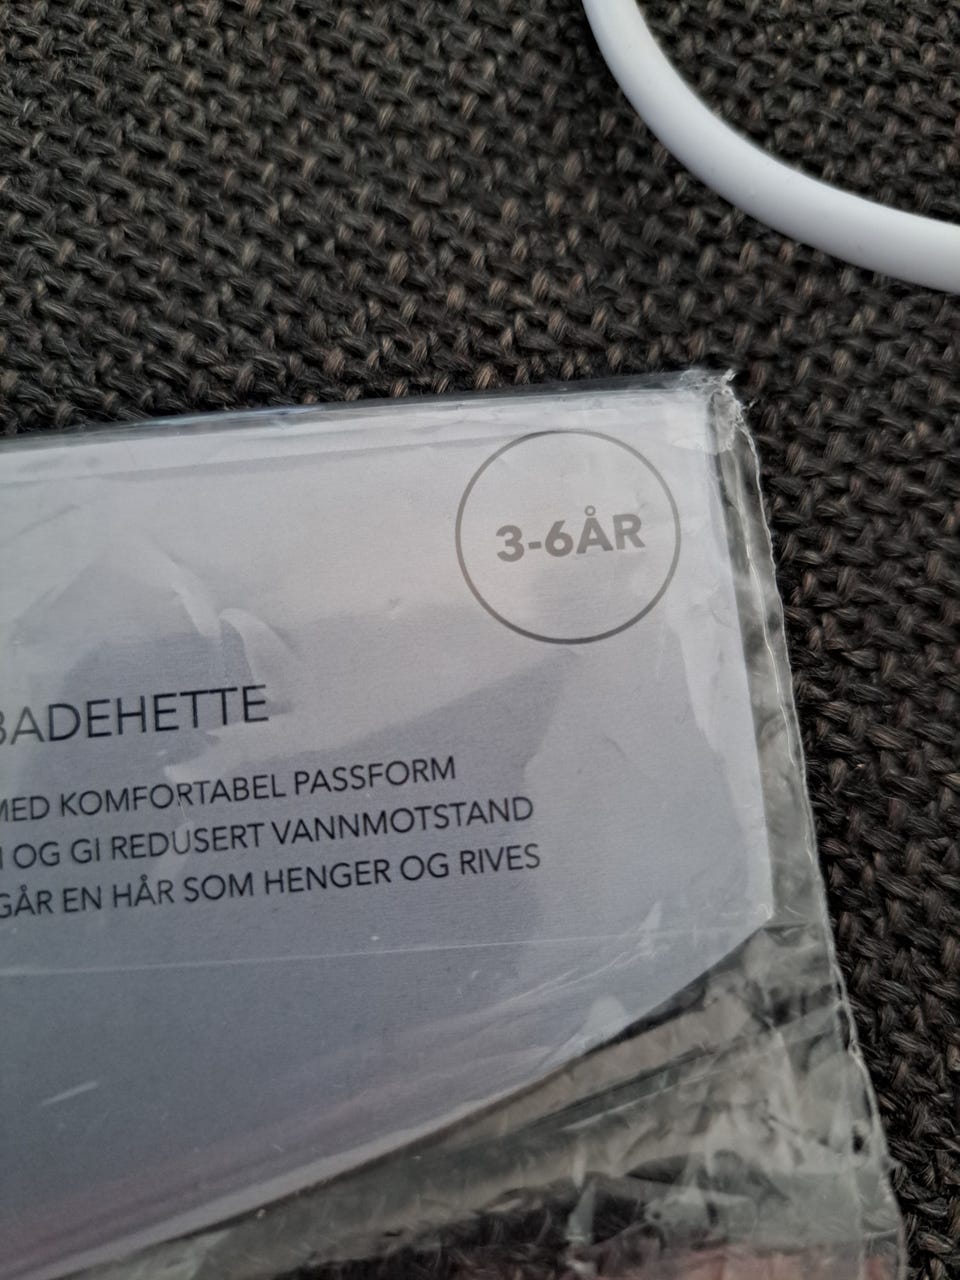 3-6ÅR
BADEHETTE
MED KOMFORTABEL PASSFORM
OG GI REDUSERT VANNMOTSTAND
GÅR EN HÅR SOM HENGER OG RIVES